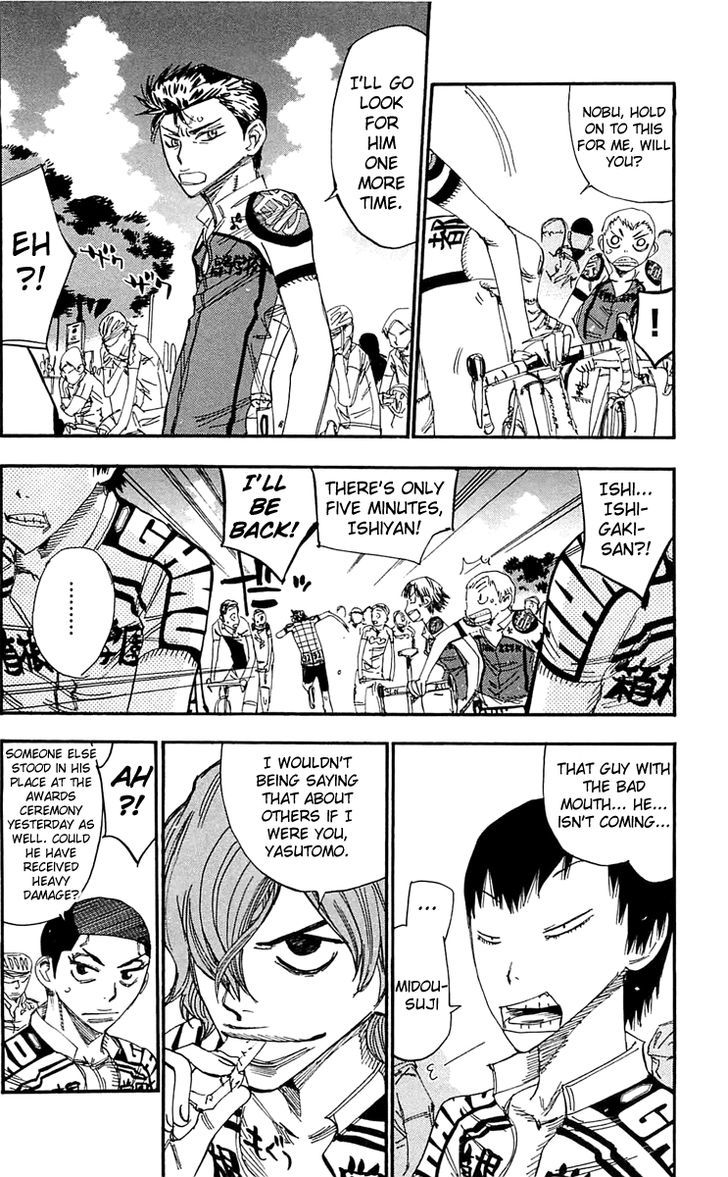 NOBU, HOLD
ON TO THIS
FOR ME, WILL
YOU?
!
I'LL GO
LOOK
FOR
HIM
ONE
MORE
TIME.
EH
?!
ISHI...
ISHI-
GAKI-
SAN?!
THERE'S ONLY
FIVE MINUTES,
ISHIYAN!
I'LL
BE
BACK!
.........
THAT GUY WITH
THE BAD
MOUTH... HE...
ISN'T COMING...
...
MIDOU-
SUJI
I WOULDN'T
BEING SAYING
THAT ABOUT
OTHERS IF I
WERE YOU,
YASUTOMO.
もぐっ
AH
?!
SOMEONE ELSE
STOOD IN HIS
PLACE AT THE
AWARDS
CEREMONY
YESTERDAY AS
WELL. COULD
HE HAVE
RECEIVED
HEAVY
DAMAGE?